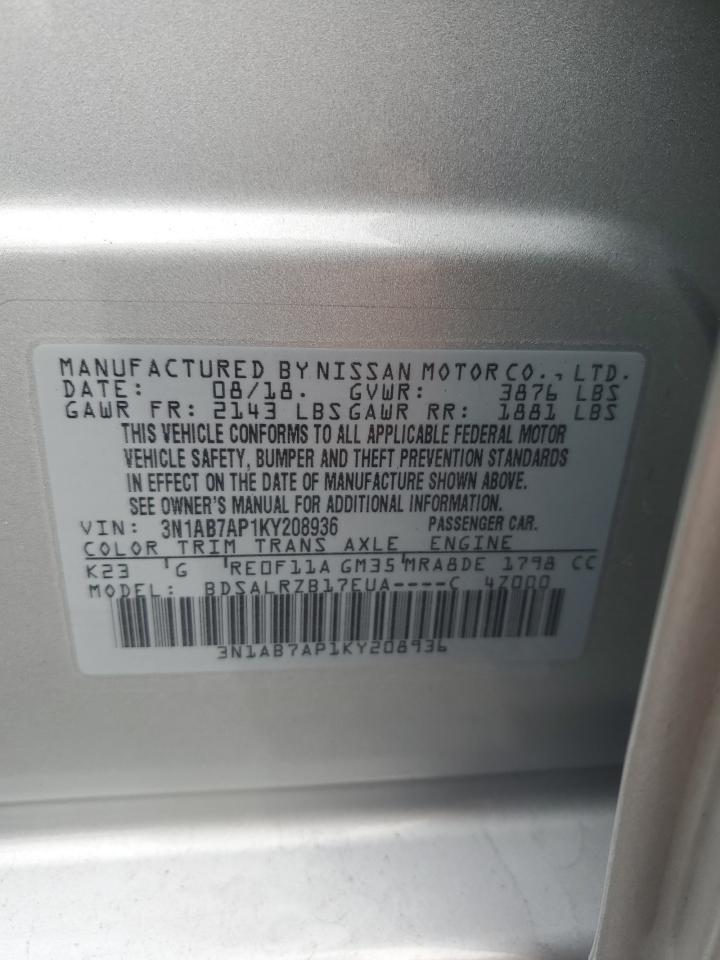 MANUFACTURED BY NISSAN MOTOR CO., LTD.
DATE: 08/18. GVWR: 3876 LBS
GAWR FR: 2143 LBS GAWR RR: 1881 LBS
THIS VEHICLE CONFORMS TO ALL APPLICABLE FEDERAL MOTOR
VEHICLE SAFETY, BUMPER AND THEFT PREVENTION STANDARDS
IN EFFECT ON THE DATE OF MANUFACTURE SHOWN ABOVE.
SEE OWNER'S MANUAL FOR ADDITIONAL INFORMATION.
VIN: 3N1AB7AP1KY208936 PASSENGER CAR.
COLOR TRIM TRANS AXLE ENGINE
K23 G RE0F11A GM35 MRA8DE 1798 CC
MODEL: BDSALRZB17EUA----C 4Z000
3N1AB7AP1KY208936